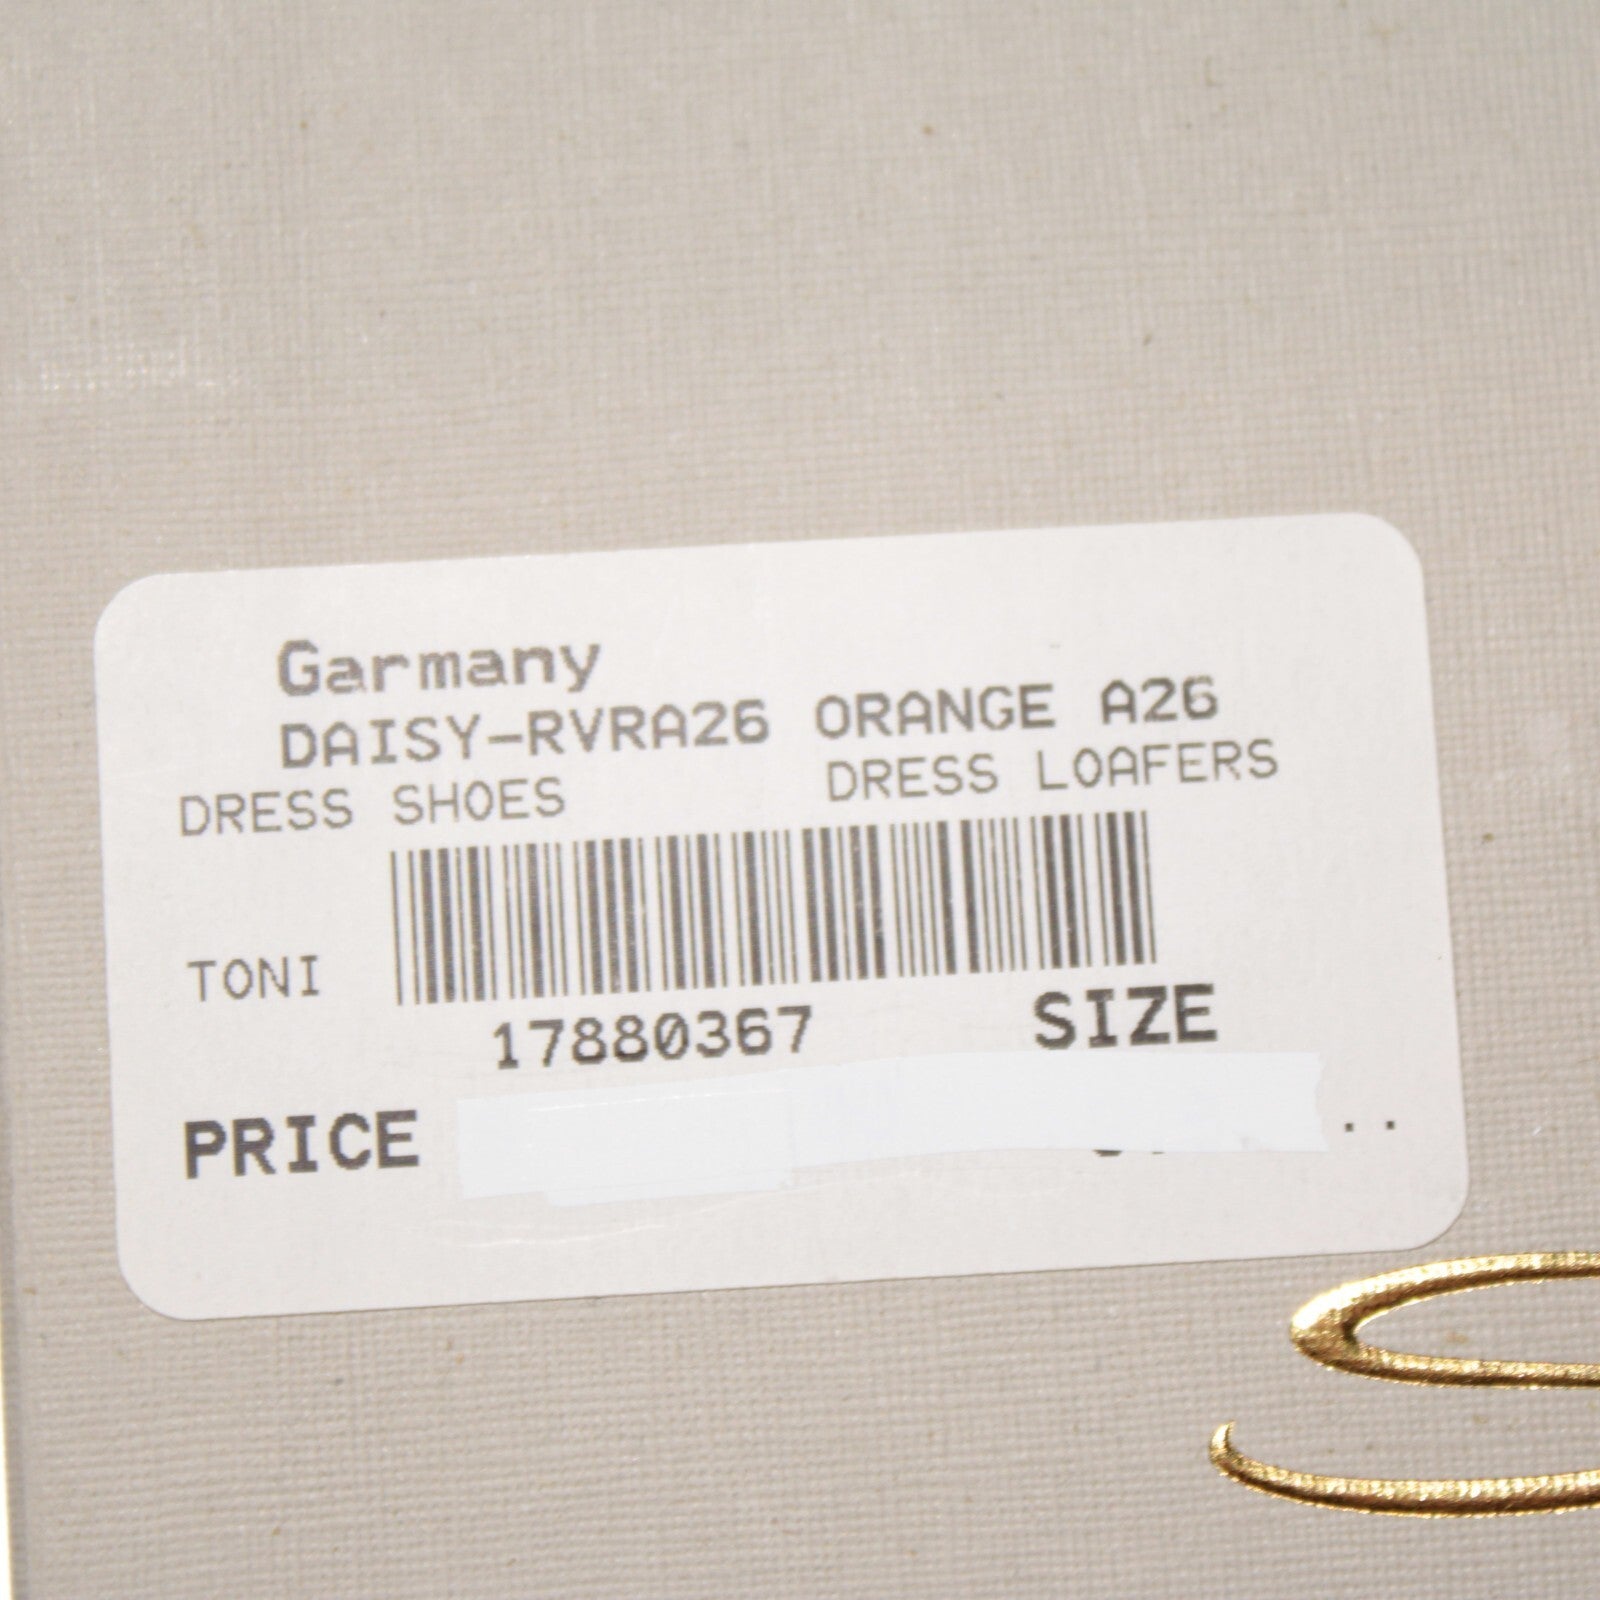 Garmany
DAISY-RVRA26 ORANGE A26
DRESS SHOES DRESS LOAFERS
TONI
17880367 SIZE
PRICE